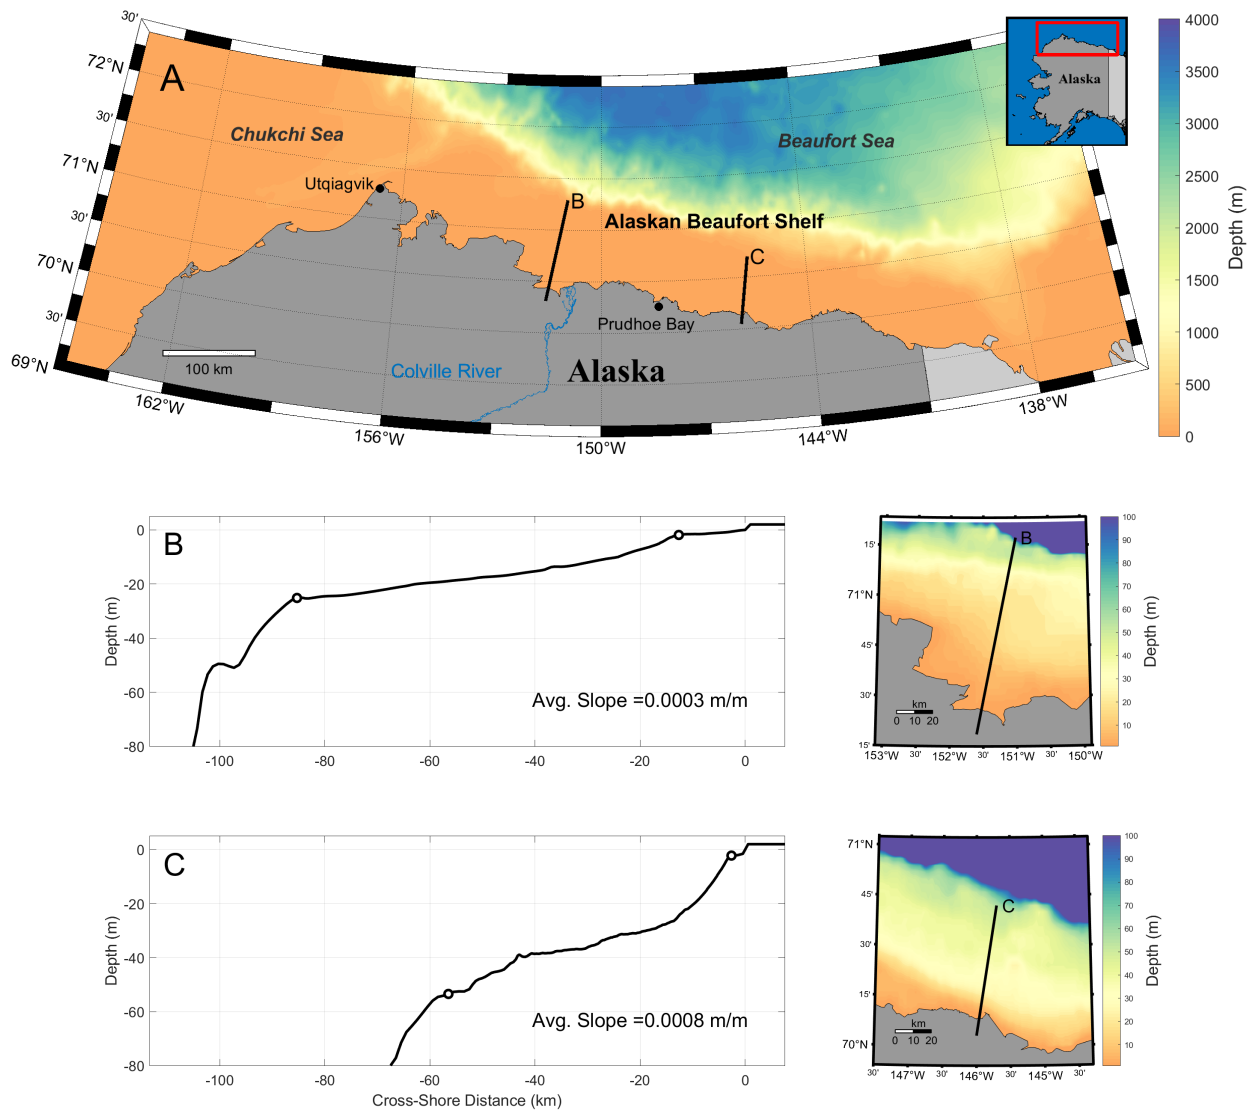 30'
72°N
30'
71°N
30'
70°N
30'
69°N
A
Chukchi Sea
Beaufort Sea
Utqiagvik
B
Alaskan Beaufort Shelf
C
Prudhoe Bay
100 km
Colville River
Alaska
162°W
156°W
150°W
144°W
138°W
Alaska
4000
3500
3000
2500
2000
1500
1000
500
0
Depth (m)
B
0
-20
-40
-60
-80
Depth (m)
Avg. Slope =0.0003 m/m
-100
-80
-60
-40
-20
0
B
15'
71°N
45'
30'
15'
km
0 10 20
153°W 30' 152°W 30' 151°W 30' 150°W
100
90
80
70
60
50
40
30
20
10
Depth (m)
C
0
-20
-40
-60
-80
Depth (m)
Avg. Slope =0.0008 m/m
-100
-80
-60
-40
-20
0
Cross-Shore Distance (km)
C
71°N
45'
30'
15'
70°N
km
0 10 20
30' 147°W 30' 146°W 30' 145°W 30'
100
90
80
70
60
50
40
30
20
10
Depth (m)